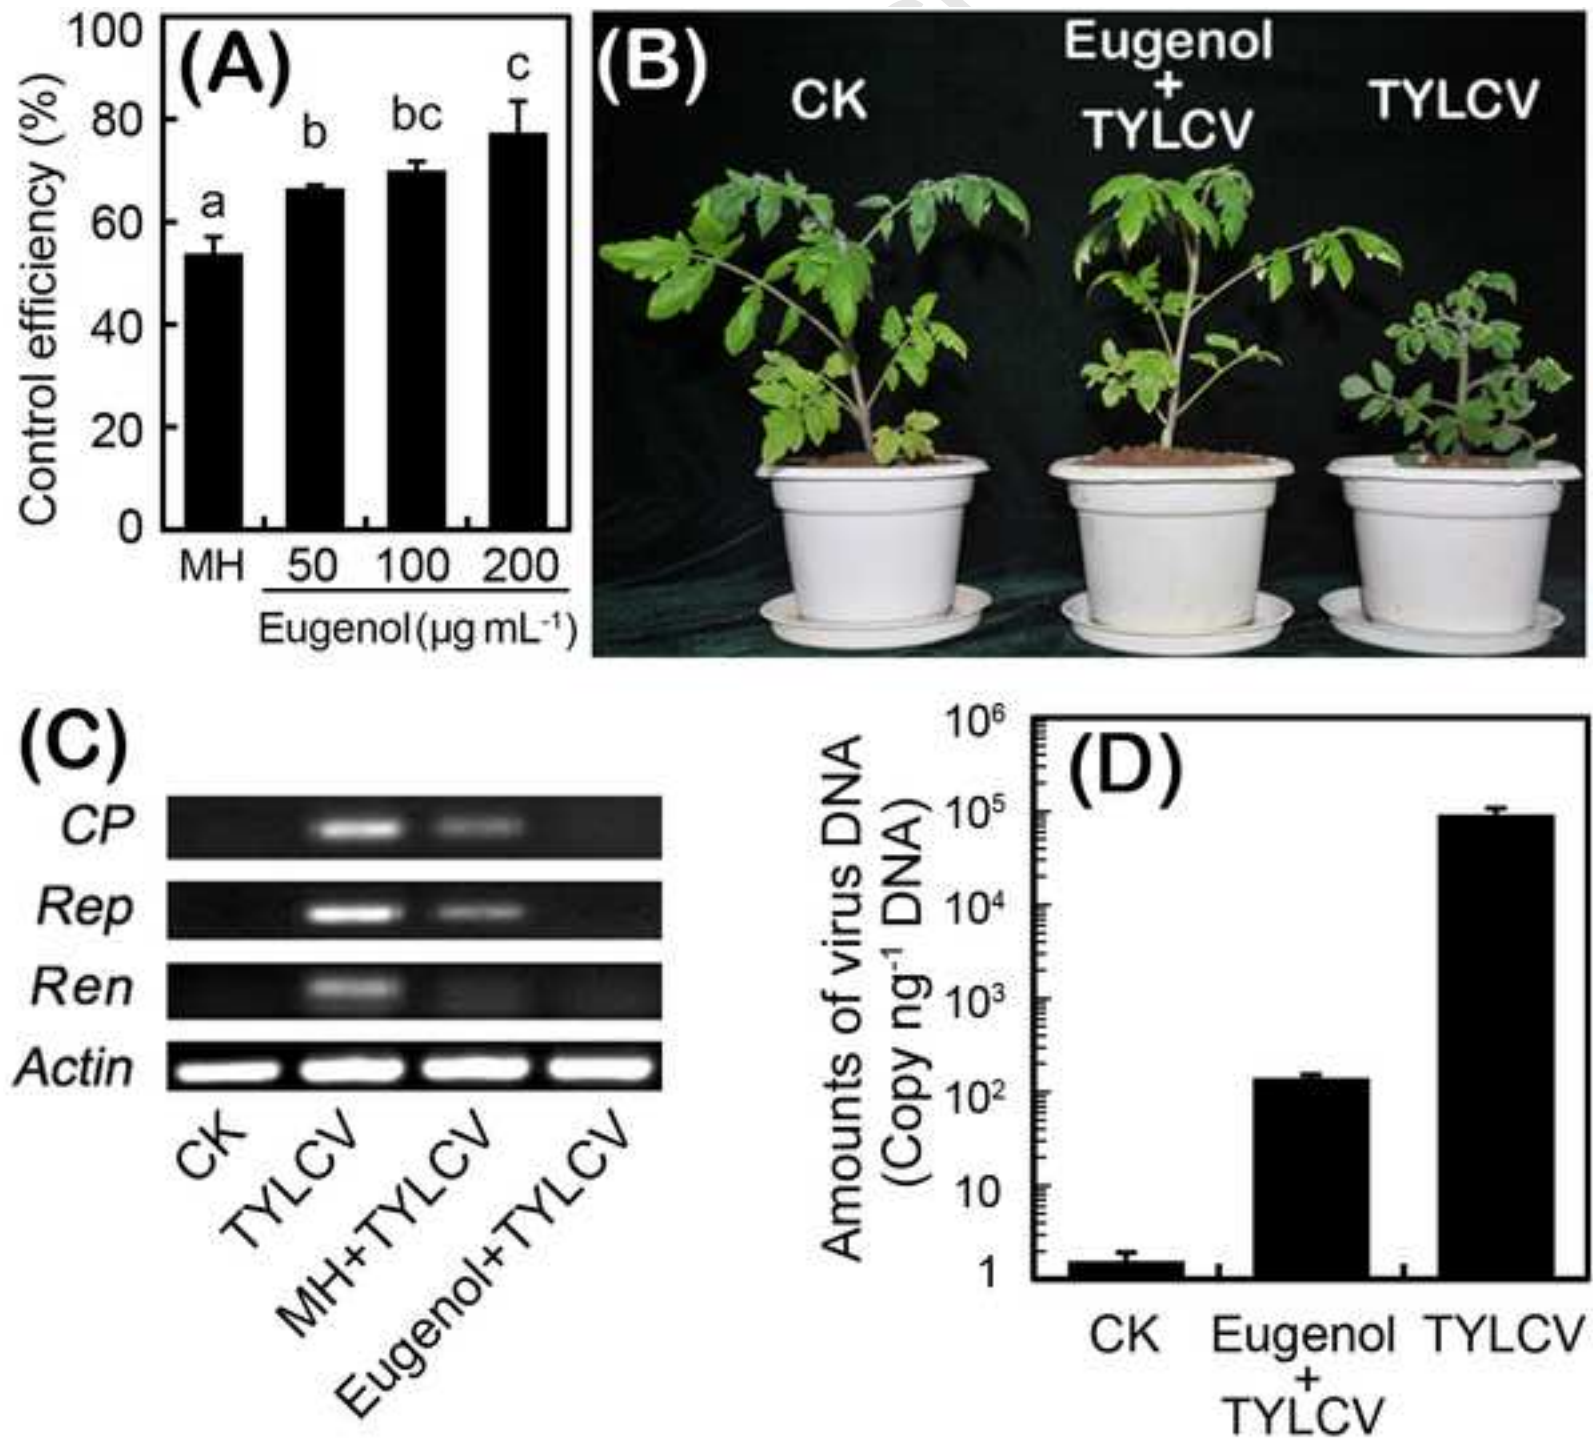 (A)
Control efficiency (%)
100
80
60
40
20
0
a
b
bc
c
MH 50 100 200
Eugenol (µg mL⁻¹)
(B)
CK
Eugenol
+
TYLCV
TYLCV
(C)
CP
Rep
Ren
Actin
CK
TYLCV
MH+TYLCV
Eugenol+TYLCV
(D)
Amounts of virus DNA
(Copy ng⁻¹ DNA)
10⁶
10⁵
10⁴
10³
10²
10
1
CK
Eugenol
+
TYLCV
TYLCV